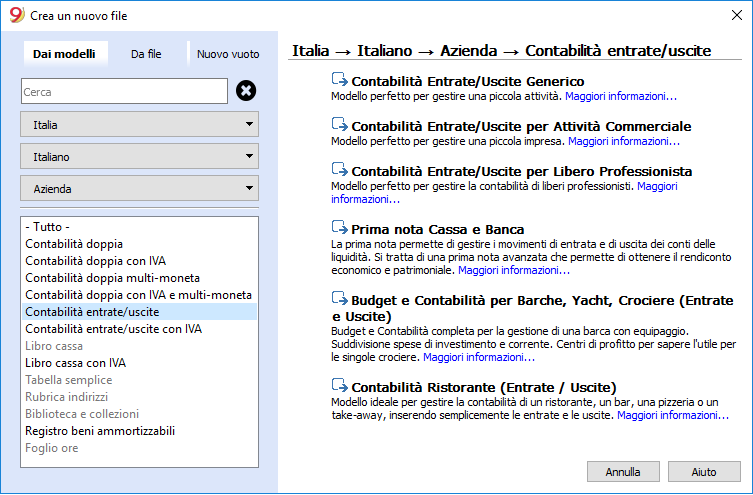 9 Crea un nuovo file
Dai modelli
Da file
Nuovo vuoto
Cerca
Italia
Italiano
Azienda
- Tutto -
Contabilità doppia
Contabilità doppia con IVA
Contabilità doppia multi-moneta
Contabilità doppia con IVA e multi-moneta
Contabilità entrate/uscite
Contabilità entrate/uscite con IVA
Libro cassa
Libro cassa con IVA
Tabella semplice
Rubrica indirizzi
Biblioteca e collezioni
Registro beni ammortizzabili
Foglio ore
Italia → Italiano → Azienda → Contabilità entrate/uscite
Contabilità Entrate/Uscite Generico
Modello perfetto per gestire una piccola attività. Maggiori informazioni...
Contabilità Entrate/Uscite per Attività Commerciale
Modello perfetto per gestire una piccola impresa. Maggiori informazioni...
Contabilità Entrate/Uscite per Libero Professionista
Modello perfetto per gestire la contabilità di liberi professionisti. Maggiori
informazioni...
Prima nota Cassa e Banca
La prima nota permette di gestire i movimenti di entrata e di uscita dei conti delle
liquidità. Si tratta di una prima nota avanzata che permette di ottenere il rendiconto
economico e patrimoniale. Maggiori informazioni...
Budget e Contabilità per Barche, Yacht, Crociere (Entrate
e Uscite)
Budget e Contabilità completa per la gestione di una barca con equipaggio.
Suddivisione spese di investimento e corrente. Centri di profitto per sapere l'utile per
le singole crociere. Maggiori informazioni...
Contabilità Ristorante (Entrate / Uscite)
Modello ideale per gestire la contabilità di un ristorante, un bar, una pizzeria o un
take-away, inserendo semplicemente le entrate e le uscite. Maggiori informazioni...
Annulla
Aiuto